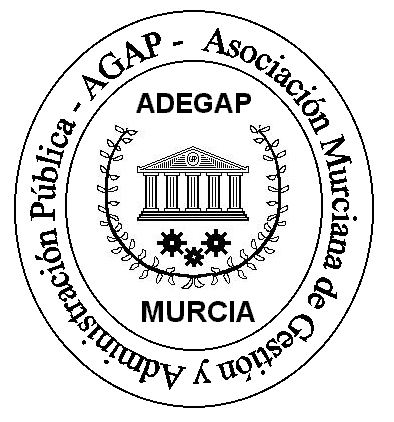 Asociación Murciana de Gestión y Administración Pública - AGAP -
ADEGAP
MURCIA